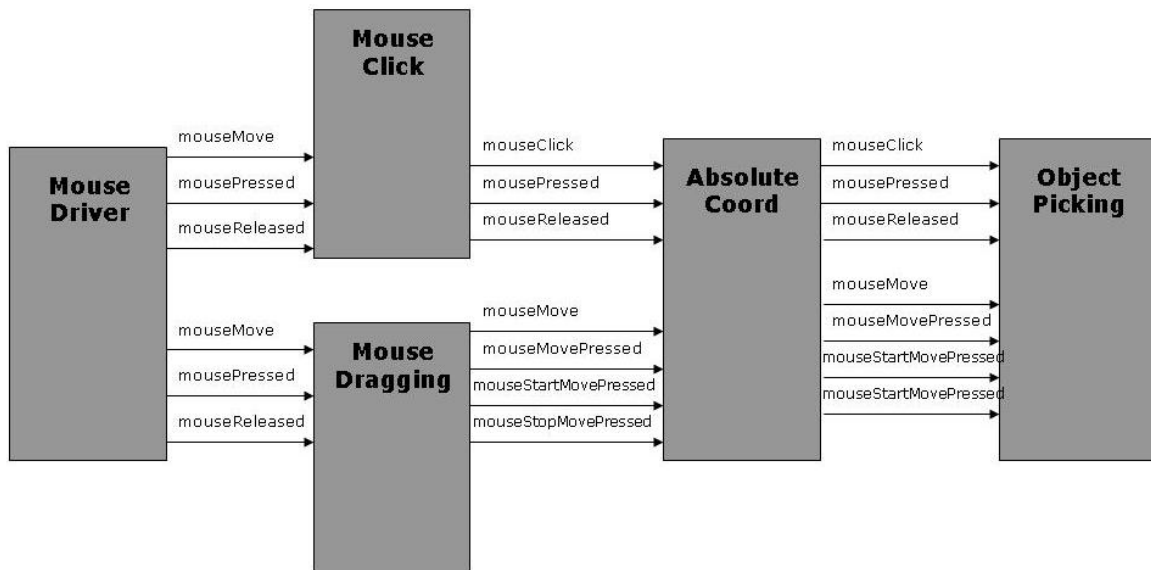 Mouse
Click
mouseMove
mousePressed
mouseReleased
Mouse
Driver
mouseClick
mousePressed
mouseReleased
Absolute
Coord
mouseClick
mousePressed
mouseReleased
Object
Picking
mouseMove
mousePressed
mouseReleased
Mouse
Dragging
mouseMove
mouseMovePressed
mouseStartMovePressed
mouseStopMovePressed
mouseMove
mouseMovePressed
mouseStartMovePressed
mouseStartMovePressed